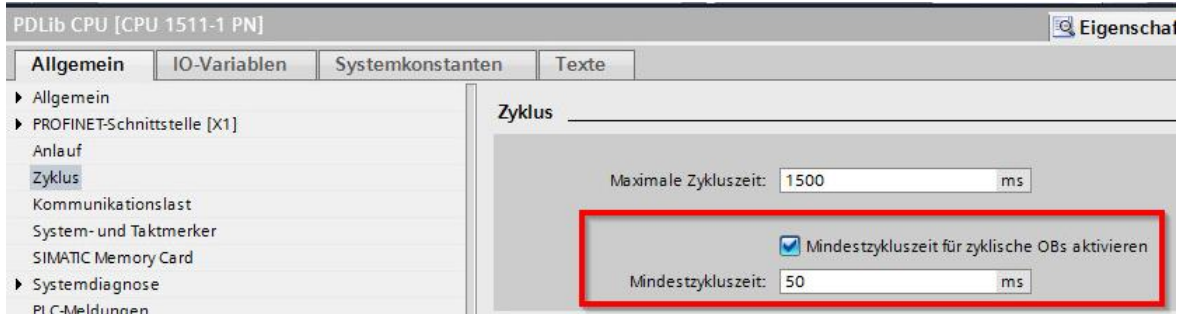 PDLib CPU [CPU 1511-1 PN]
Eigenschaf
Allgemein IO-Variablen Systemkonstanten Texte
Allgemein
PROFINET-Schnittstelle [X1]
Anlauf
Zyklus
Kommunikationslast
System- und Taktmerker
SIMATIC Memory Card
Systemdiagnose
PLC-Meldungen
Zyklus
Maximale Zykluszeit: 1500 ms
Mindestzykluszeit für zyklische OBs aktivieren
Mindestzykluszeit: 50 ms